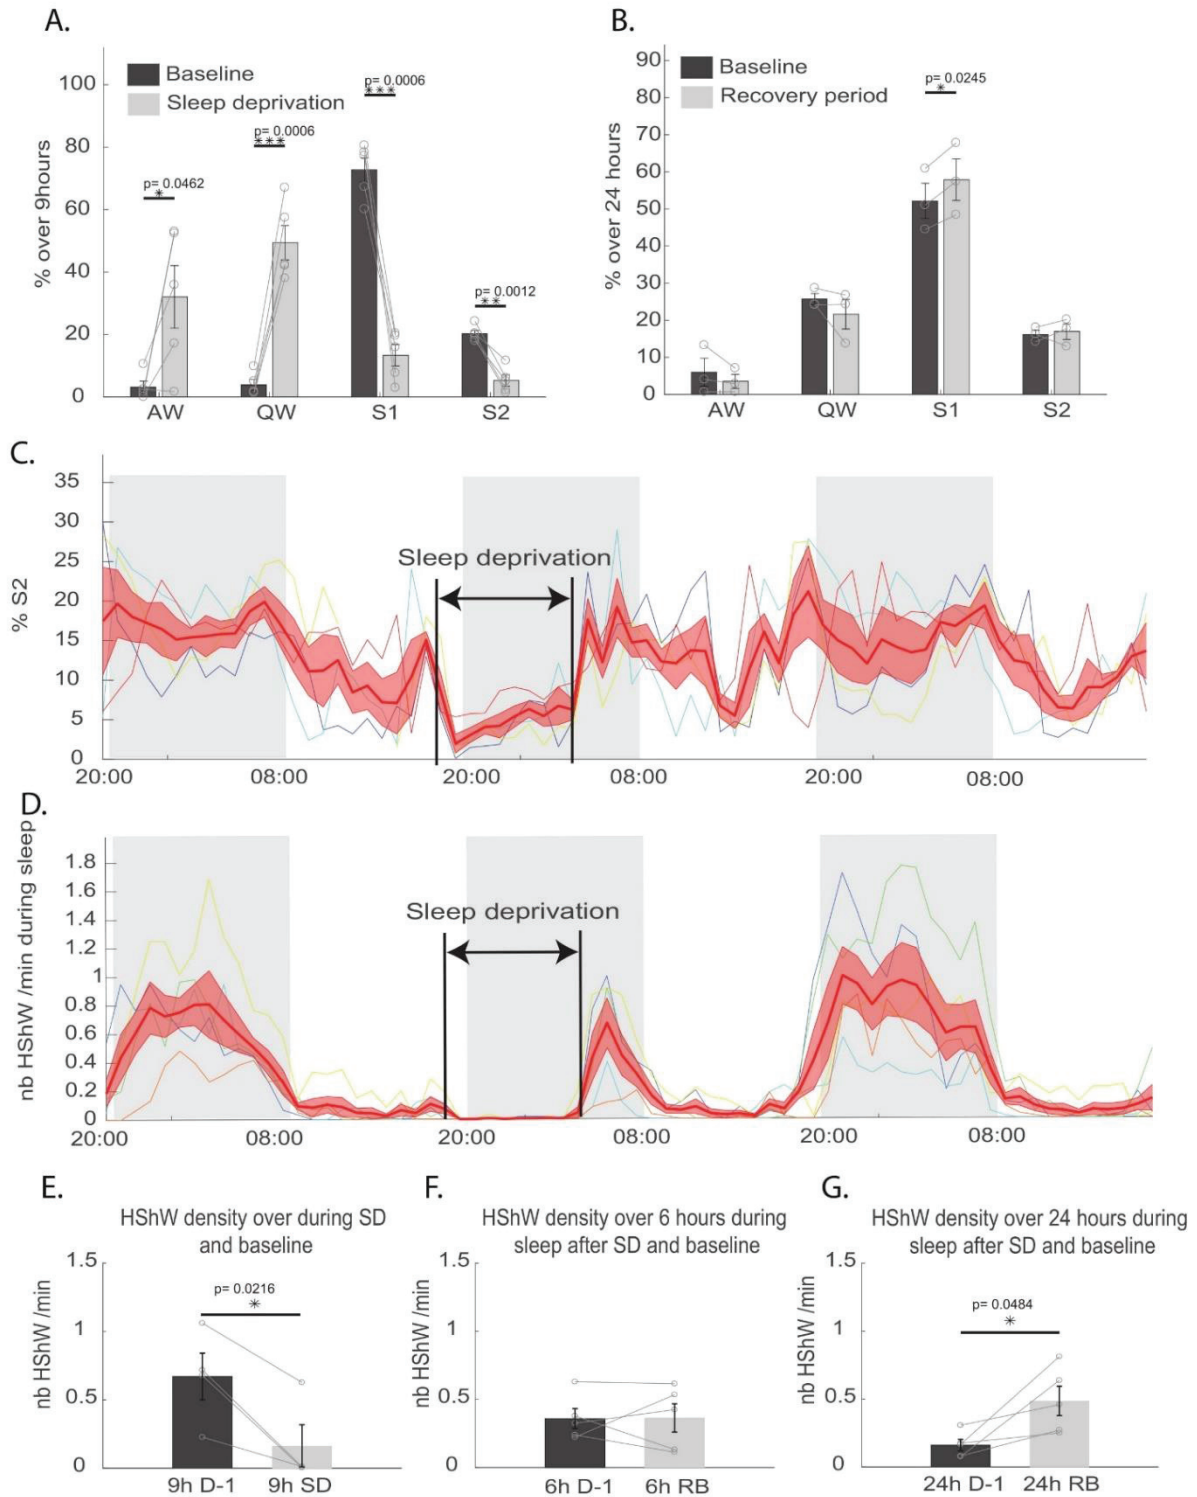 A.
Baseline
Sleep deprivation
p= 0.0462
*
p= 0.0006
***
p= 0.0006
***
p= 0.0012
**
% over 9hours
100
80
60
40
20
0
AW
QW
S1
S2
B.
Baseline
Recovery period
p= 0.0245
*
% over 24 hours
90
80
70
60
50
40
30
20
10
0
AW
QW
S1
S2
C.
% S2
35
30
25
20
15
10
5
0
Sleep deprivation
20:00
08:00
20:00
08:00
20:00
08:00
D.
nb HShW /min during sleep
1.8
1.6
1.4
1.2
1
0.8
0.6
0.4
0.2
0
Sleep deprivation
20:00
08:00
20:00
08:00
20:00
08:00
E.
HShW density over during SD
and baseline
nb HShW /min
1.5
1
0.5
0
p= 0.0216
*
9h D-1
9h SD
F.
HShW density over 6 hours during
sleep after SD and baseline
nb HShW /min
1.5
1
0.5
0
6h D-1
6h RB
G.
HShW density over 24 hours during
sleep after SD and baseline
nb HShW /min
1.5
1
0.5
0
p= 0.0484
*
24h D-1
24h RB